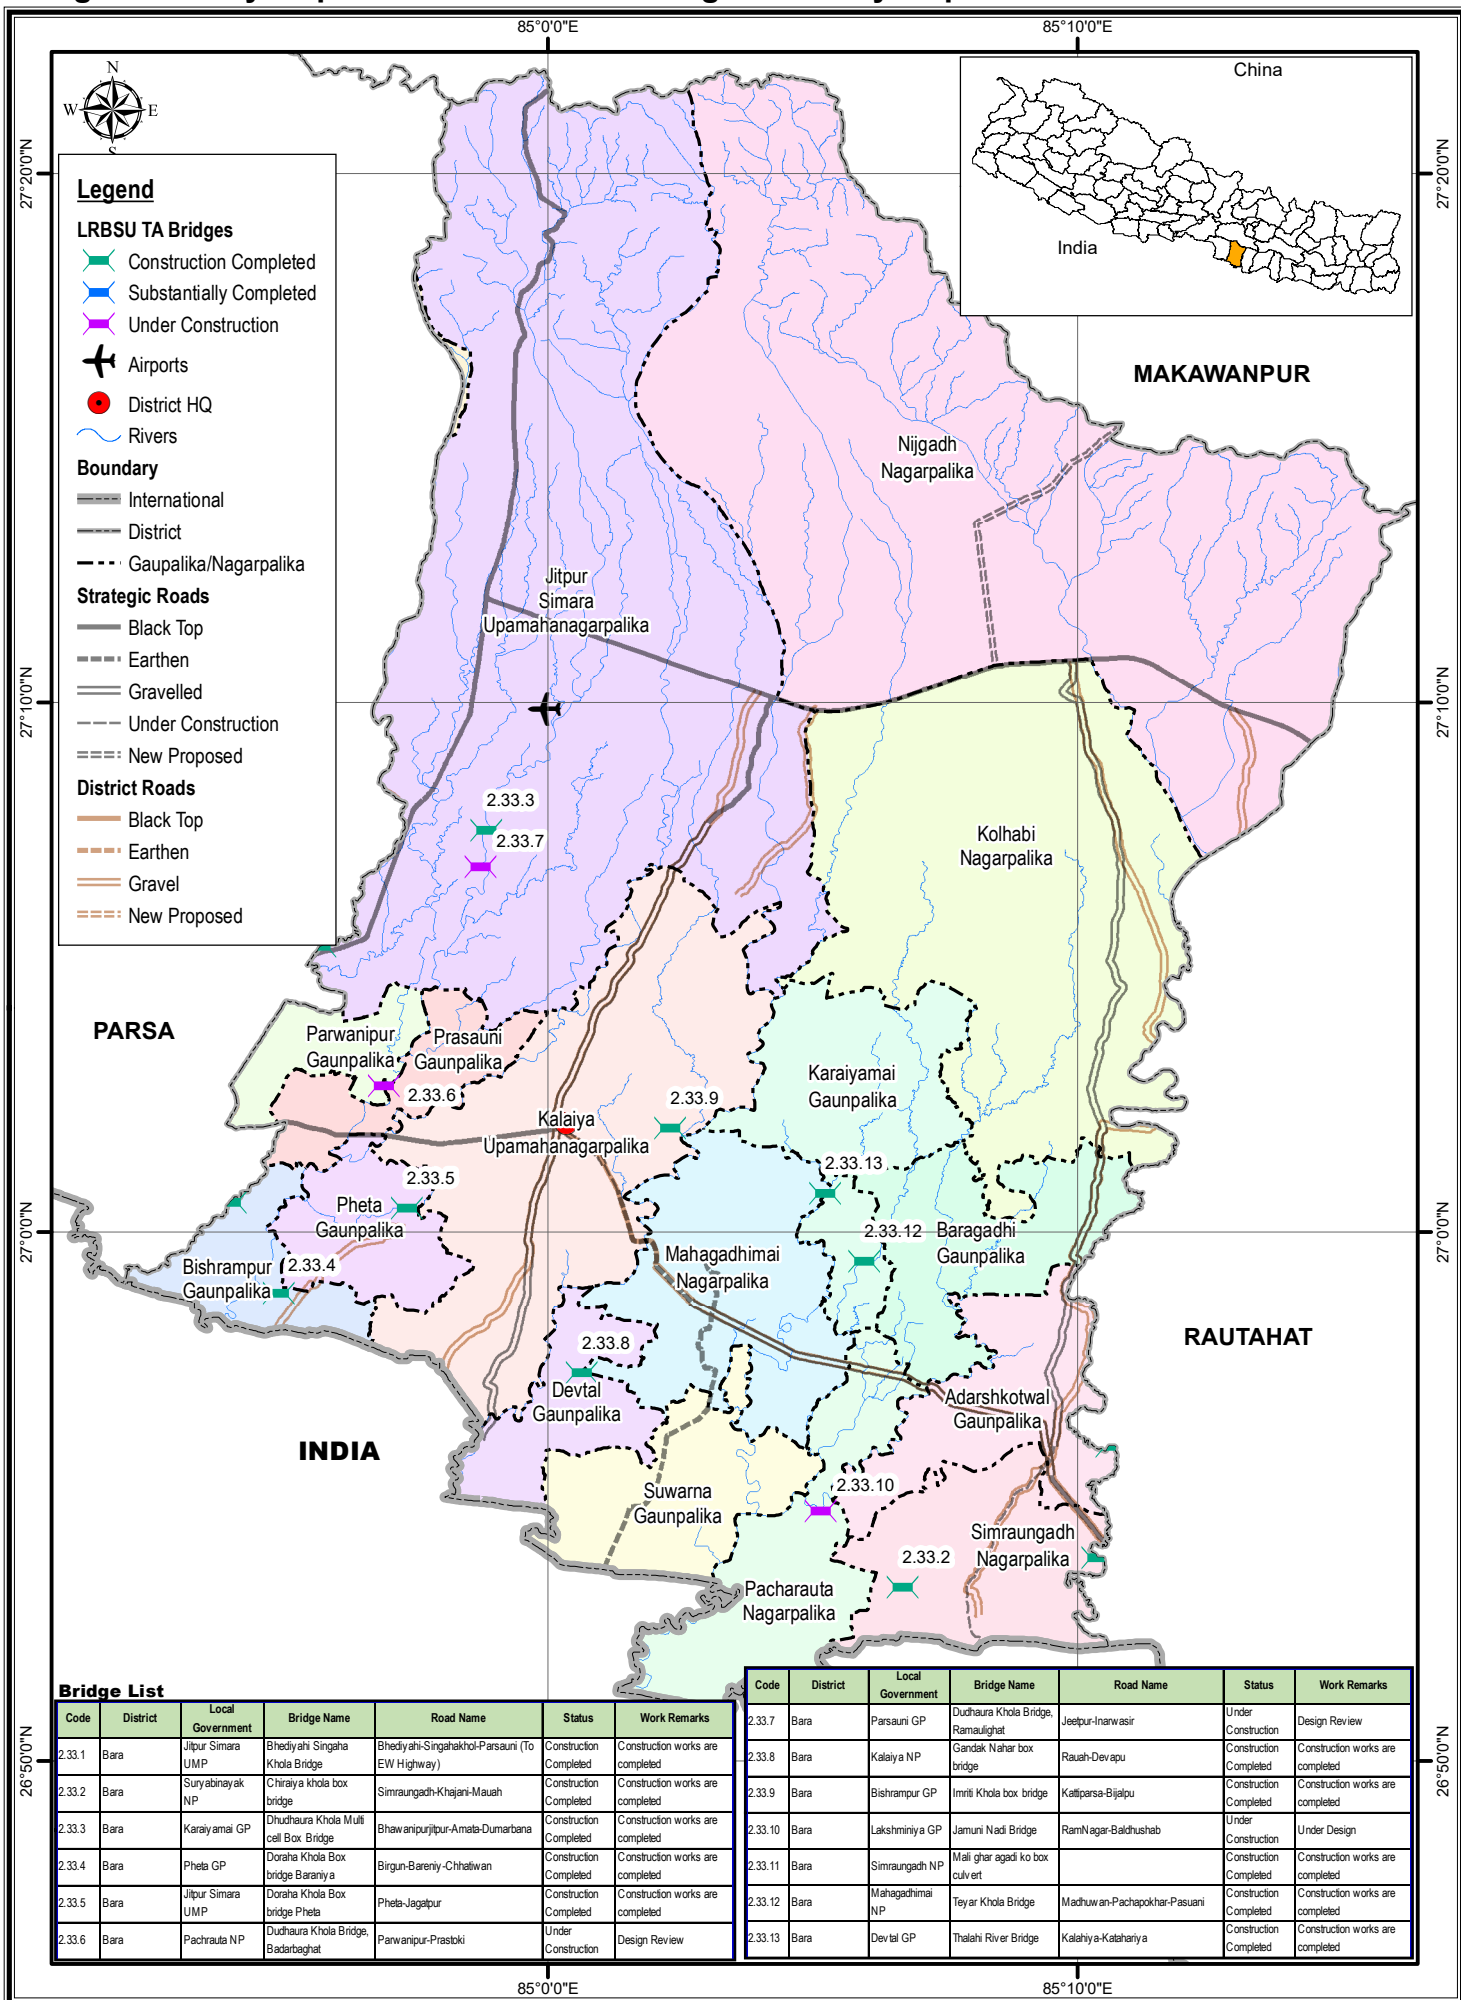 85°0'0"E
85°10'0"E
N
W
E
S
China
India
27°20'0"N
27°20'0"N
Legend
LRBSU TA Bridges
Construction Completed
Substantially Completed
Under Construction
Airports
District HQ
Rivers
Boundary
International
District
Gaupalika/Nagarpalika
Strategic Roads
Black Top
Earthen
Gravelled
Under Construction
New Proposed
District Roads
Black Top
Earthen
Gravel
New Proposed
MAKAWANPUR
Nijgadh
Nagarpalika
Jitpur
Simara
Upamahanagarpalika
27°10'0"N
27°10'0"N
2.33.3
2.33.7
Kolhabi
Nagarpalika
PARSA
Parwanipur
Gaunpalika
Prasauni
Gaunpalika
2.33.6
Karaiyamai
Gaunpalika
2.33.9
Kalaiya
Upamahanagarpalika
2.33.13
2.33.5
Pheta
Gaunpalika
2.33.12
Baragadhi
Gaunpalika
27°0'0"N
27°0'0"N
Bishrampur
Gaunpalika
2.33.4
Mahagadhimai
Nagarpalika
RAUTAHAT
2.33.8
Devtal
Gaunpalika
Adarshkotwal
Gaunpalika
INDIA
Suwarna
Gaunpalika
2.33.10
Simraungadh
Nagarpalika
2.33.2
Pacharauta
Nagarpalika
26°50'0"N
26°50'0"N
Bridge List
Code District Local Government Bridge Name Road Name Status Work Remarks
2.33.1 Bara Jitpur Simara UMP Bhediyahi Singaha Khola Bridge Bhediyahi-Singahakhol-Parsauni (To EW Highway) Construction Completed Construction works are completed
2.33.2 Bara Suryabinayak NP Chiraiya khola box bridge Simraungadh-Khajani-Mauah Construction Completed Construction works are completed
2.33.3 Bara Karaiyamai GP Dhudhaura Khola Multi cell Box Bridge Bhawanipurjitpur-Amata-Dumarbana Construction Completed Construction works are completed
2.33.4 Bara Pheta GP Doraha Khola Box bridge Baraniya Birgun-Bareniy-Chhatiwan Construction Completed Construction works are completed
2.33.5 Bara Jitpur Simara UMP Doraha Khola Box bridge Pheta Pheta-Jagatpur Construction Completed Construction works are completed
2.33.6 Bara Pachrauta NP Dudhaura Khola Bridge, Badarbaghat Parwanipur-Prastoki Under Construction Design Review
Code District Local Government Bridge Name Road Name Status Work Remarks
2.33.7 Bara Parsauni GP Dudhaura Khola Bridge, Ramaulighat Jeetpur-Inarwasir Under Construction Design Review
2.33.8 Bara Kalaiya NP Gandak Nahar box bridge Rauah-Devapu Construction Completed Construction works are completed
2.33.9 Bara Bishrampur GP Imriti Khola box bridge Kattiparsa-Bijalpu Construction Completed Construction works are completed
2.33.10 Bara Lakshminiya GP Jamuni Nadi Bridge RamNagar-Baldhushab Under Construction Under Design
2.33.11 Bara Simraungadh NP Mali ghar agadi ko box culvert Construction Completed Construction works are completed
2.33.12 Bara Mahagadhimai NP Teyar Khola Bridge Madhuwan-Pachapokhar-Pasuani Construction Completed Construction works are completed
2.33.13 Bara Devtal GP Thalahi River Bridge Kalahiya-Katahariya Construction Completed Construction works are completed
85°0'0"E
85°10'0"E